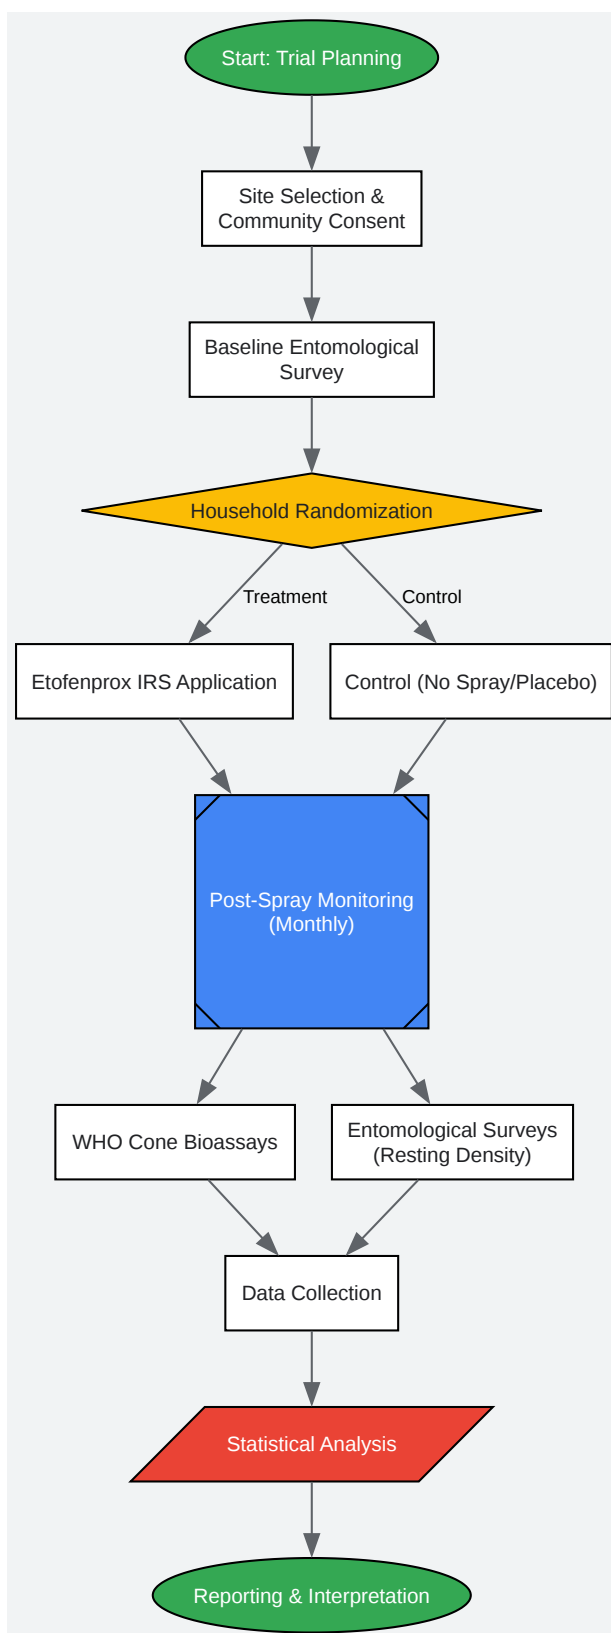 Start: Trial Planning
Site Selection &
Community Consent
Baseline Entomological
Survey
Household Randomization
Treatment
Control
Etofenprox IRS Application
Control (No Spray/Placebo)
Post-Spray Monitoring
(Monthly)
WHO Cone Bioassays
Entomological Surveys
(Resting Density)
Data Collection
Statistical Analysis
Reporting & Interpretation